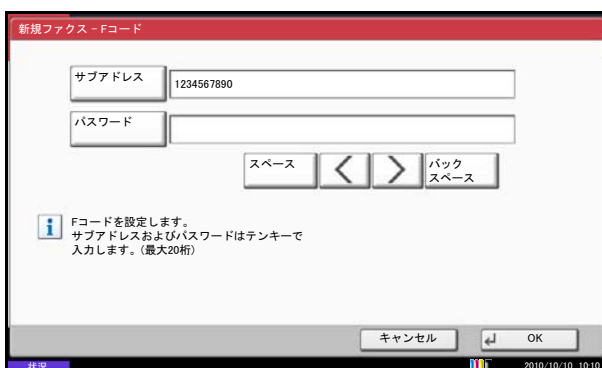 新規ファクス - Fコード
サブアドレス
1234567890
パスワード
スペース
バック
スペース
Fコードを設定します。
サブアドレスおよびパスワードはテンキーで
入力します。(最大20桁)
キャンセル
OK
状況
2010/10/10 10:10